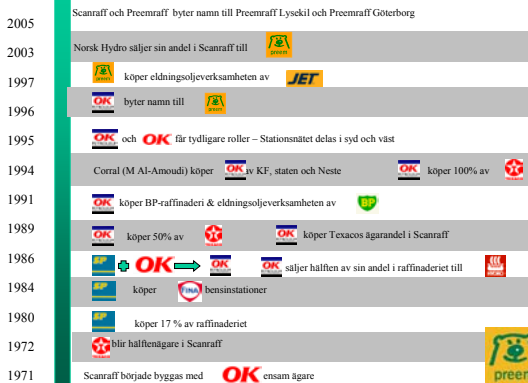 2005 Scanraff och Preemraff byter namn till Preemraff Lysekil och Preemraff Göterborg
2003 Norsk Hydro säljer sin andel i Scanraff till preem
1997 preem köper eldningsoljeverksamheten av JET
1996 OK byter namn till preem
1995 OK och OK får tydligare roller – Stationsnätet delas i syd och väst
1994 Corral (M Al-Amoudi) köper OK av KF, staten och Neste OK köper 100% av
1991 OK köper BP-raffinaderi & eldningsoljeverksamheten av BP
1989 OK köper 50% av OK köper Texacos ägarandel i Scanraff
1986 SP OK OK OK säljer hälften av sin andel i raffinaderiet till HYDRO
1984 SP köper FINA bensinstationer
1980 SP köper 17 % av raffinaderiet
1972 blir hälftenägare i Scanraff
preem
1971 Scanraff började byggas med OK ensam ägare